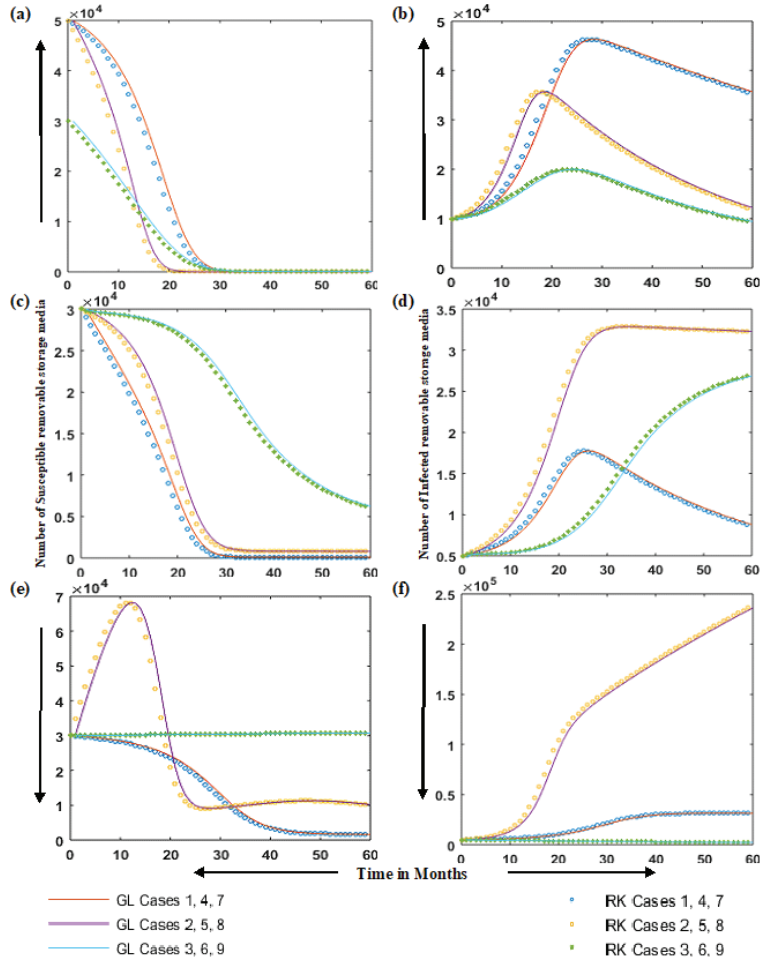 (a)
×10⁴
5
4
3
2
1
0
0 10 20 30 40 50 60
(b)
×10⁴
5
4
3
2
1
0
0 10 20 30 40 50 60
(c)
×10⁴
3
2.5
2
1.5
1
0.5
0
0 10 20 30 40 50 60
Number of Susceptible removable storage media
(d)
×10⁴
3.5
3
2.5
2
1.5
1
0.5
0 10 20 30 40 50 60
Number of Infected removable storage media
(e)
×10⁴
7
6
5
4
3
2
1
0
0 20 40 60
(f)
×10⁵
2.5
2
1.5
1
0.5
0
0 10 20 30 40 50 60
Time in Months
GL Cases 1, 4, 7
GL Cases 2, 5, 8
GL Cases 3, 6, 9
RK Cases 1, 4, 7
RK Cases 2, 5, 8
RK Cases 3, 6, 9